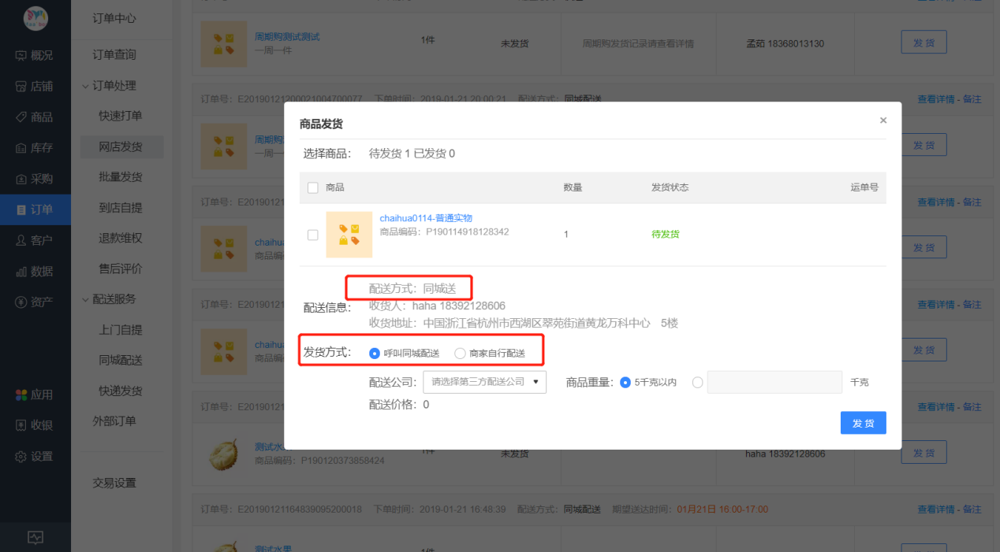 概况
店铺
商品
库存
采购
订单
客户
数据
资产
应用
收银
设置
订单中心
订单查询
订单处理
快速打单
网店发货
批量发货
到店自提
退款维权
售后评价
配送服务
上门自提
同城配送
快递发货
外部订单
交易设置
周期购测试测试
一周一件
1件
未发货
周期购发货记录请查看详情
孟茹 18368013130
发 货
订单号：E20190121200021004700077 下单时间：2019-01-21 20:00:21 配送方式：同城配送
查看详情 - 备注
周期购
一周一
发 货
订单号：E2019012
查看详情 - 备注
chaihua
商品编
发 货
订单号：E2019012
查看详情 - 备注
chaihua
商品编
发 货
订单号：E2019012
查看详情 - 备注
测试水
商品编码：P190120373858424
1件
未发货
haha 18392128606
发 货
订单号：E20190121164839095200018 下单时间：2019-01-21 16:48:39 配送方式：同城配送 期望送达时间：01月21日 16:00-17:00
查看详情 - 备注
测试水果
1件
商品发货
×
选择商品： 待发货 1 已发货 0
商品 数量 发货状态 运单号
chaihua0114-普通实物
商品编码：P190114918128342
1
待发货
配送信息：
配送方式：同城送
收货人：haha 18392128606
收货地址：中国浙江省杭州市西湖区翠苑街道黄龙万科中心 5楼
发货方式： 呼叫同城配送 商家自行配送
配送公司： 请选择第三方配送公司 商品重量： 5千克以内 千克
配送价格：0
发 货